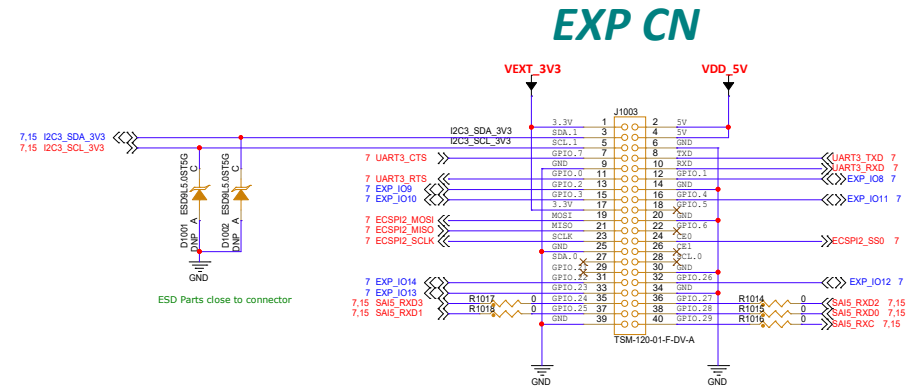 EXP CN
VEXT_3V3 VDD_5V
J1003
3.3V 1 2 5V
7,15 I2C3_SDA_3V3 I2C3_SDA_3V3 SDA.1 3 4 5V
7,15 I2C3_SCL_3V3 I2C3_SCL_3V3 SCL.1 5 6 GND
7 UART3_CTS GPIO.7 7 8 TXD UART3_TXD 7
GND 9 10 RXD UART3_RXD 7
7 UART3_RTS GPIO.0 11 12 GPIO.1 EXP_IO8 7
7 EXP_IO9 GPIO.2 13 14 GND
7 EXP_IO10 GPIO.3 15 16 GPIO.4 EXP_IO11 7
3.3V 17 18 GPIO.5
7 ECSPI2_MOSI MOSI 19 20 GND
7 ECSPI2_MISO MISO 21 22 GPIO.6
7 ECSPI2_SCLK SCLK 23 24 CE0 ECSPI2_SS0 7
GND 25 26 CE1
SDA.0 27 28 SCL.0
GPIO.21 29 30 GND
7 EXP_IO14 GPIO.22 31 32 GPIO.26 EXP_IO12 7
7 EXP_IO13 GPIO.23 33 34 GND
7,15 SAI5_RXD3 R1017 0 GPIO.24 35 36 GPIO.27 R1014 0 SAI5_RXD2 7,15
7,15 SAI5_RXD1 R1018 0 GPIO.25 37 38 GPIO.28 R1015 0 SAI5_RXD0 7,15
GND 39 40 GPIO.29 R1016 0 SAI5_RXC 7,15
TSM-120-01-F-DV-A
D1001 ESD9L5.0ST5G
DNP A C
D1002 ESD9L5.0ST5G
DNP A C
GND
ESD Parts close to connector
GND GND